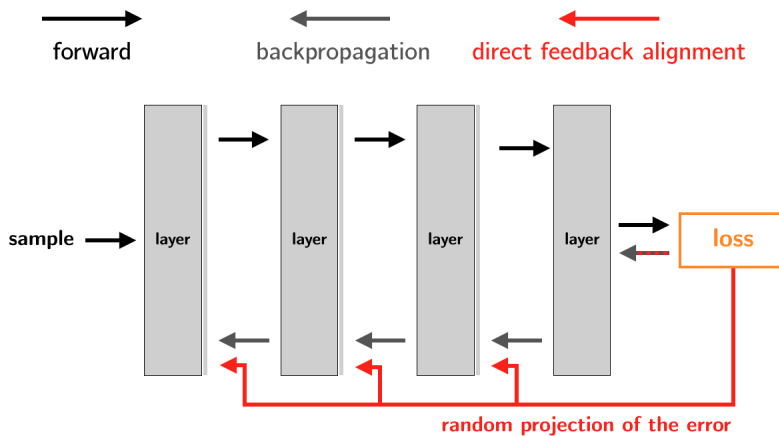 forward
backpropagation
direct feedback alignment
sample
layer
layer
layer
layer
loss
random projection of the error